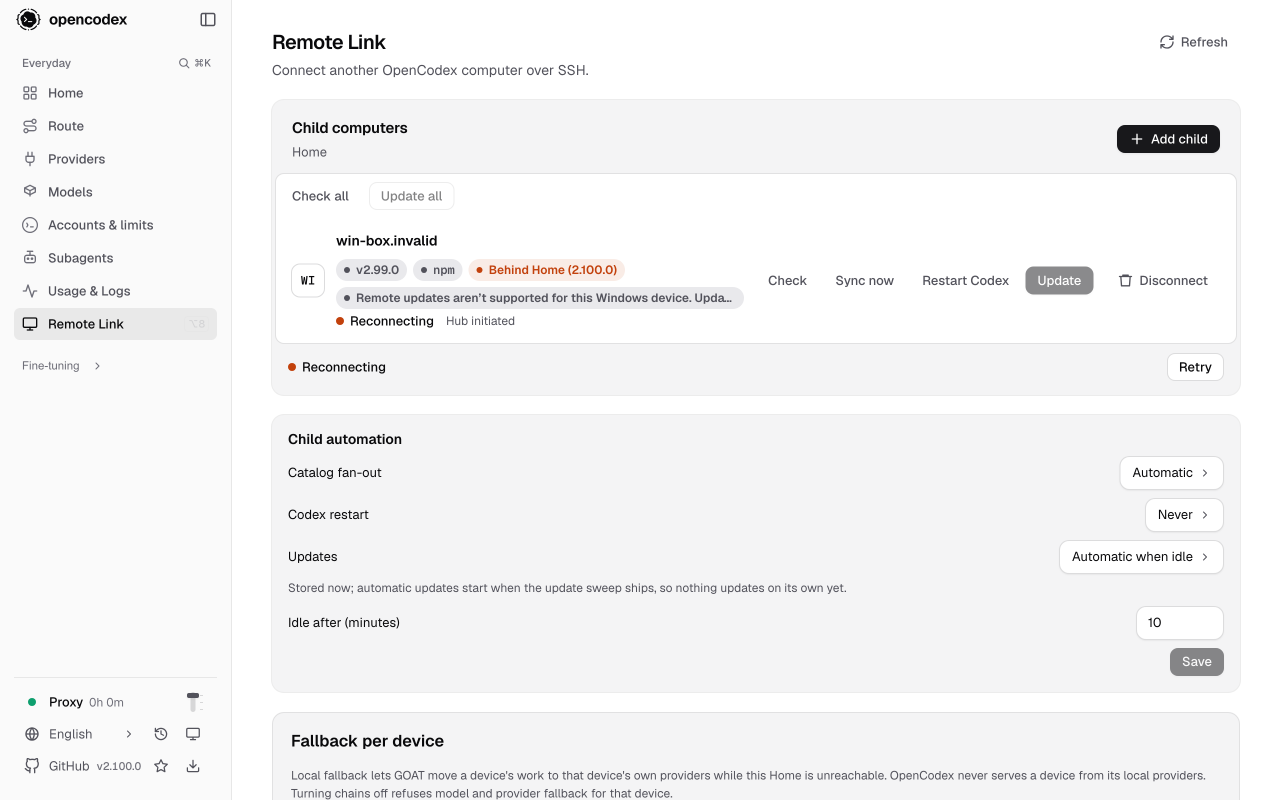 opencodex
Everyday
⌘K
Home
Route
Providers
Models
Accounts & limits
Subagents
Usage & Logs
Remote Link
⌥8
Fine-tuning
Proxy 0h 0m
English
GitHub v2.100.0
Remote Link
Refresh
Connect another OpenCodex computer over SSH.
Child computers
Home
Add child
Check all
Update all
win-box.invalid
WI
v2.99.0
npm
Behind Home (2.100.0)
Remote updates aren't supported for this Windows device. Upda…
Reconnecting
Hub initiated
Check
Sync now
Restart Codex
Update
Disconnect
Reconnecting
Retry
Child automation
Catalog fan-out
Automatic
Codex restart
Never
Updates
Automatic when idle
Stored now; automatic updates start when the update sweep ships, so nothing updates on its own yet.
Idle after (minutes)
10
Save
Fallback per device
Local fallback lets GOAT move a device's work to that device's own providers while this Home is unreachable. OpenCodex never serves a device from its local providers.
Turning chains off refuses model and provider fallback for that device.